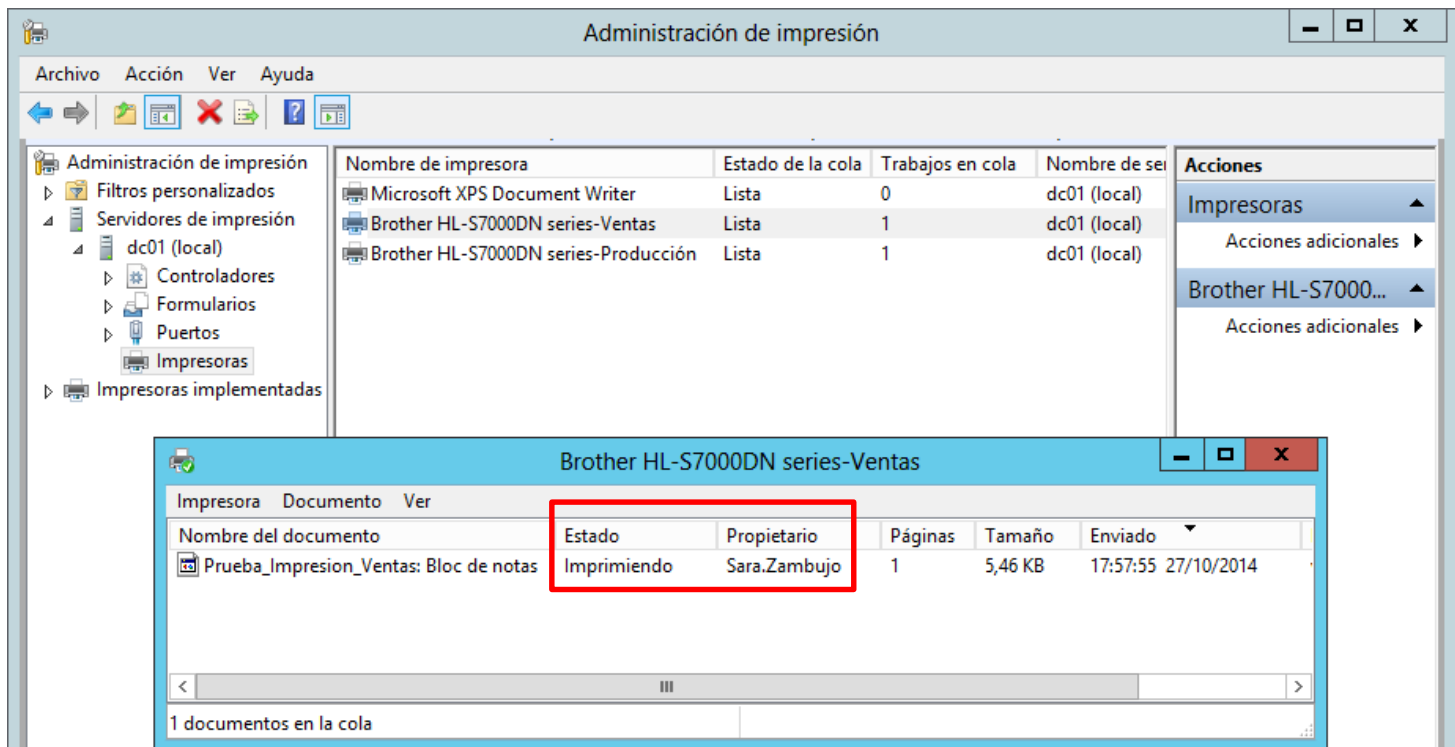 Administración de impresión
Archivo Acción Ver Ayuda
Administración de impresión
Filtros personalizados
Servidores de impresión
dc01 (local)
Controladores
Formularios
Puertos
Impresoras
Impresoras implementadas
Nombre de impresora Estado de la cola Trabajos en cola Nombre de ser
Microsoft XPS Document Writer Lista 0 dc01 (local)
Brother HL-S7000DN series-Ventas Lista 1 dc01 (local)
Brother HL-S7000DN series-Producción Lista 1 dc01 (local)
Acciones
Impresoras
Acciones adicionales
Brother HL-S7000...
Acciones adicionales
Brother HL-S7000DN series-Ventas
Impresora Documento Ver
Nombre del documento Estado Propietario Páginas Tamaño Enviado
Prueba_Impresion_Ventas: Bloc de notas Imprimiendo Sara.Zambujo 1 5,46 KB 17:57:55 27/10/2014
1 documentos en la cola